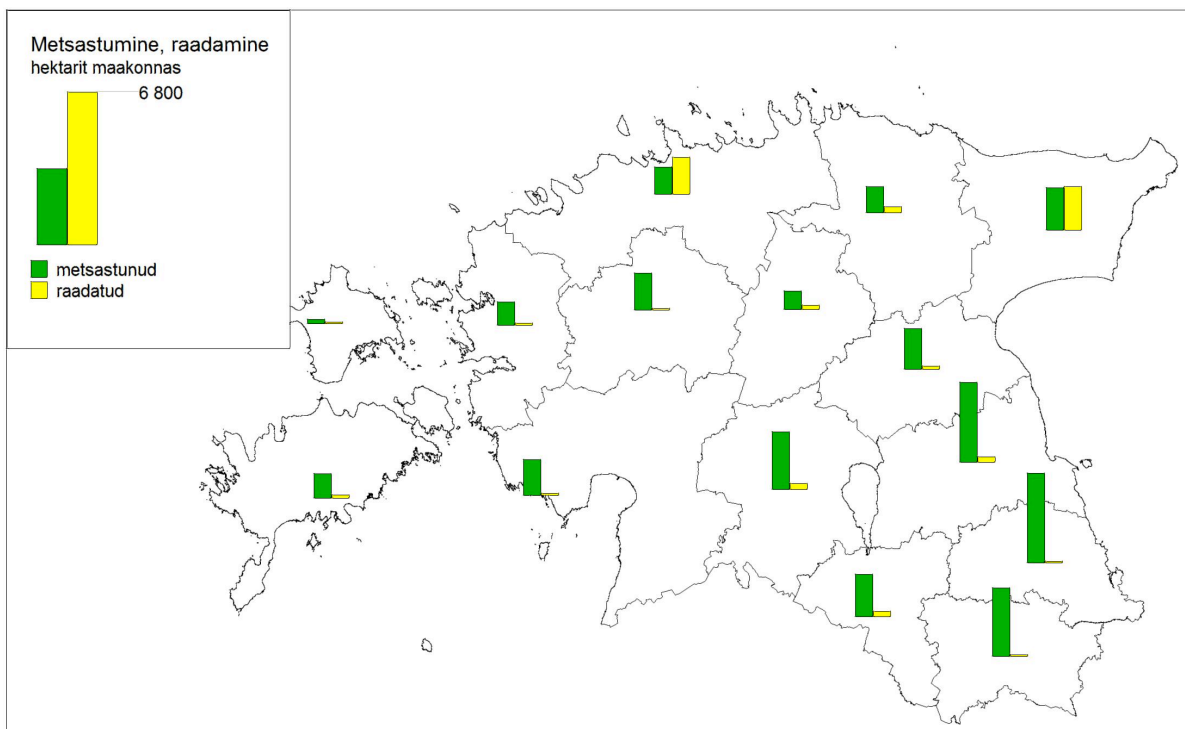 Metsastumine, raadamine
hektarit maakonnas
6 800
metsastunud
raadatud